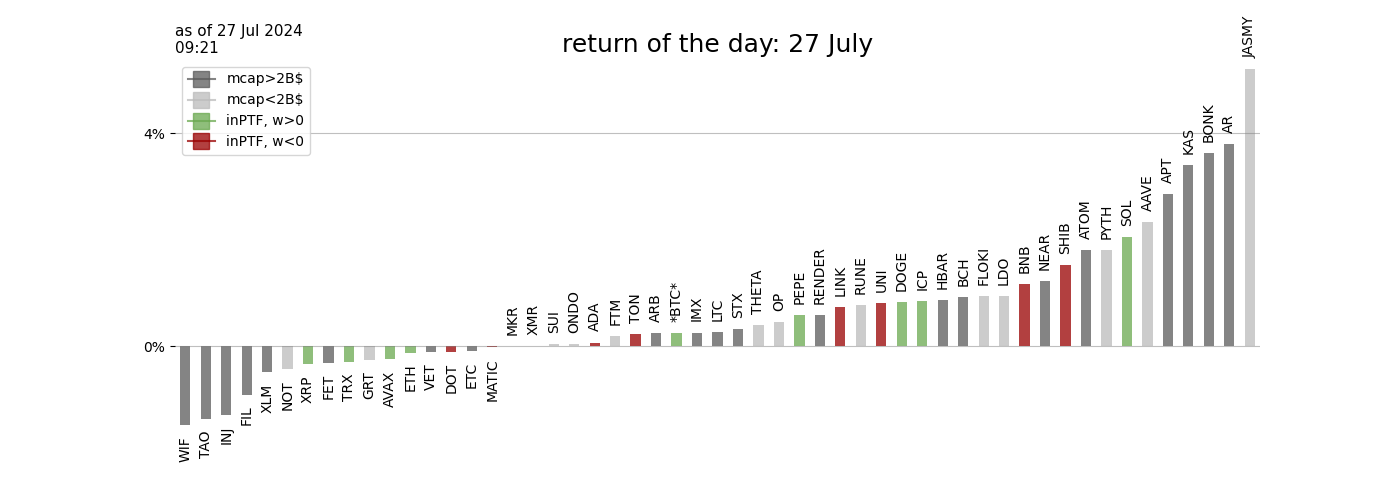 as of 27 Jul 2024
09:21
return of the day: 27 July
mcap>2B$
mcap<2B$
inPTF, w>0
inPTF, w<0
4%
0%
WIF
TAO
INJ
FIL
XLM
NOT
XRP
FET
TRX
GRT
AVAX
ETH
VET
DOT
ETC
MATIC
MKR
XMR
SUI
ONDO
ADA
FTM
TON
ARB
*BTC*
IMX
LTC
STX
THETA
OP
PEPE
RENDER
LINK
RUNE
UNI
DOGE
ICP
HBAR
BCH
FLOKI
LDO
BNB
NEAR
SHIB
ATOM
PYTH
SOL
AAVE
APT
KAS
BONK
AR
JASMY